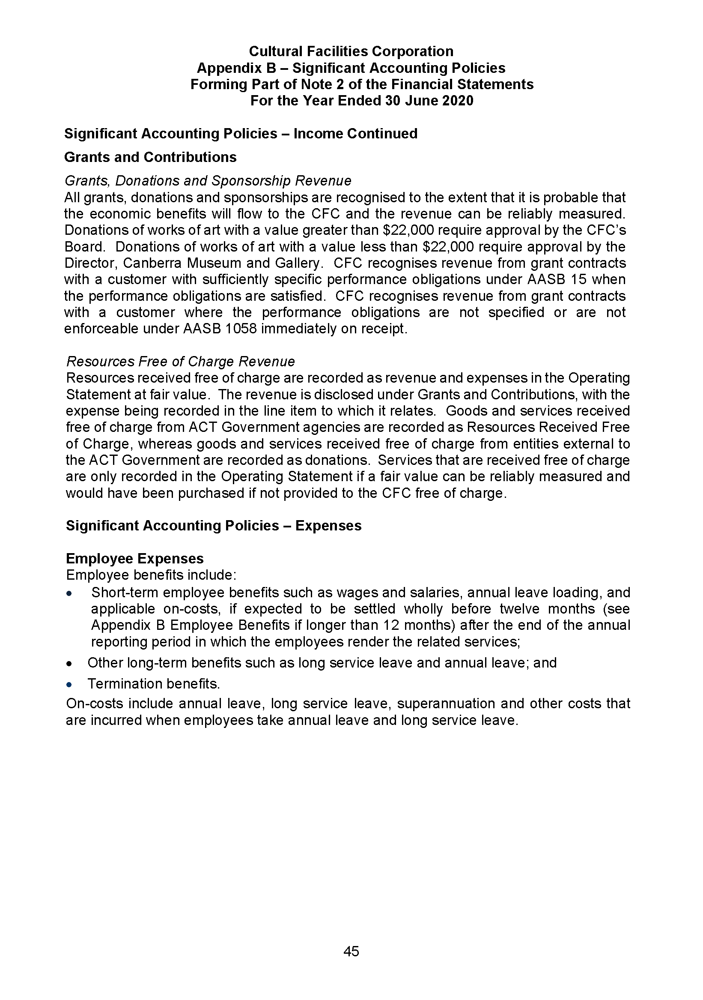 Cultural Facilities Corporation
Appendix B – Significant Accounting Policies
Forming Part of Note 2 of the Financial Statements
For the Year Ended 30 June 2020
Significant Accounting Policies – Income Continued
Grants and Contributions
Grants, Donations and Sponsorship Revenue
All grants, donations and sponsorships are recognised to the extent that it is probable that
the economic benefits will flow to the CFC and the revenue can be reliably measured.
Donations of works of art with a value greater than $22,000 require approval by the CFC’s
Board.  Donations of works of art with a value less than $22,000 require approval by the
Director, Canberra Museum and Gallery.  CFC recognises revenue from grant contracts
with a customer with sufficiently specific performance obligations under AASB 15 when
the performance obligations are satisfied.  CFC recognises revenue from grant contracts
with a customer where the performance obligations are not specified or are not
enforceable under AASB 1058 immediately on receipt.
Resources Free of Charge Revenue
Resources received free of charge are recorded as revenue and expenses in the Operating
Statement at fair value.  The revenue is disclosed under Grants and Contributions, with the
expense being recorded in the line item to which it relates.  Goods and services received
free of charge from ACT Government agencies are recorded as Resources Received Free
of Charge, whereas goods and services received free of charge from entities external to
the ACT Government are recorded as donations.  Services that are received free of charge
are only recorded in the Operating Statement if a fair value can be reliably measured and
would have been purchased if not provided to the CFC free of charge.
Significant Accounting Policies – Expenses
Employee Expenses
Employee benefits include:
• Short-term employee benefits such as wages and salaries, annual leave loading, and
applicable on-costs, if expected to be settled wholly before twelve months (see
Appendix B Employee Benefits if longer than 12 months) after the end of the annual
reporting period in which the employees render the related services;
• Other long-term benefits such as long service leave and annual leave; and
• Termination benefits.
On-costs include annual leave, long service leave, superannuation and other costs that
are incurred when employees take annual leave and long service leave.
45